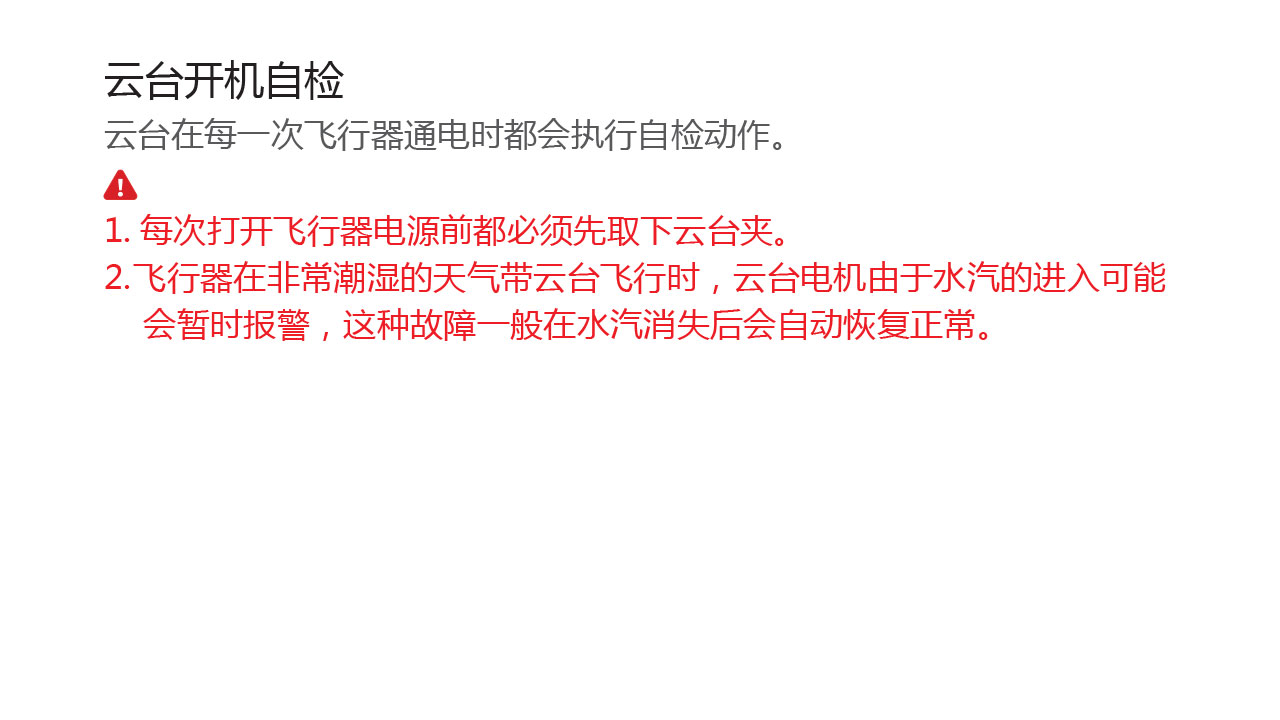 云台开机自检
云台在每一次飞行器通电时都会执行自检动作。
1. 每次打开飞行器电源前都必须先取下云台夹。
2.飞行器在非常潮湿的天气带云台飞行时，云台电机由于水汽的进入可能
会暂时报警，这种故障一般在水汽消失后会自动恢复正常。